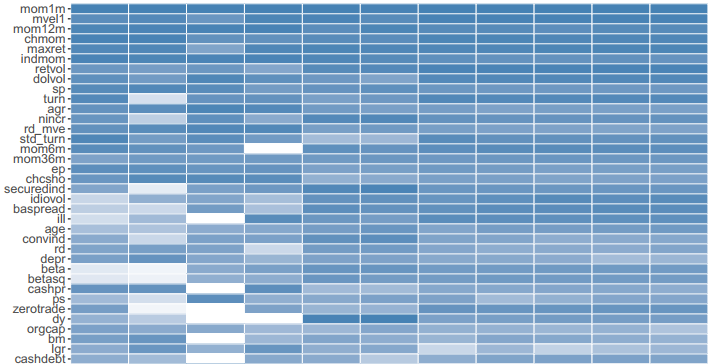 mom1m
mvel1
mom12m
chmom
maxret
indmom
retvol
dolvol
sp
turn
agr
nincr
rd_mve
std_turn
mom6m
mom36m
ep
chcsho
securedind
idiovol
baspread
ill
age
convind
rd
depr
beta
betasq
cashpr
ps
zerotrade
dy
orgcap
bm
lgr
cashdebt